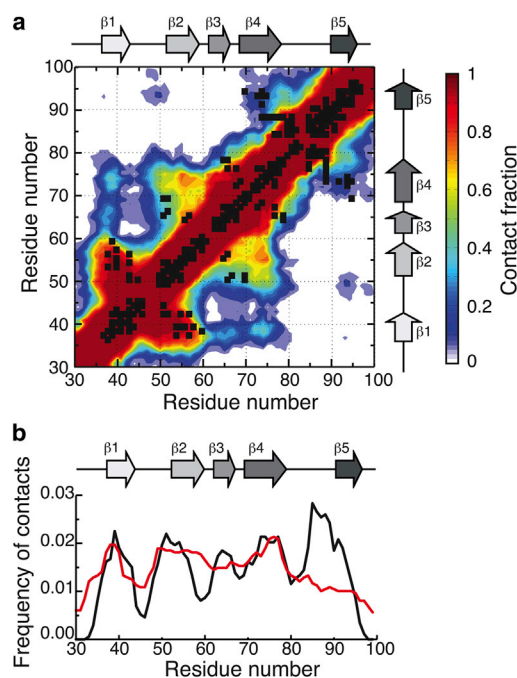 a
β1 β2 β3 β4 β5
100
90
80
70
60
50
40
30
Residue number
30 40 50 60 70 80 90 100
Residue number
β5
β4
β3
β2
β1
1
0.8
0.6
0.4
0.2
0
Contact fraction
b
β1 β2 β3 β4 β5
0.03
0.02
0.01
0.00
Frequency of contacts
30 40 50 60 70 80 90 100
Residue number